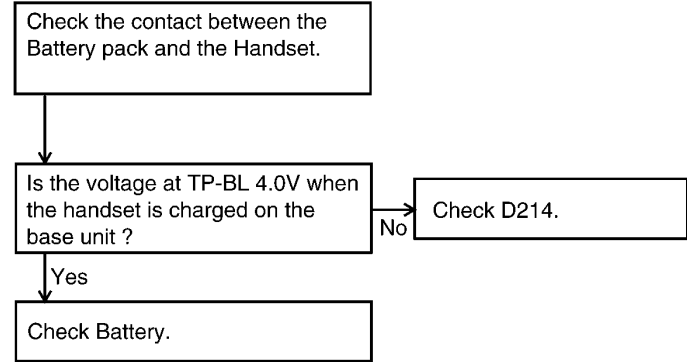 Check the contact between the
Battery pack and the Handset.
Is the voltage at TP-BL 4.0V when
the handset is charged on the
base unit ?
No
Check D214.
Yes
Check Battery.